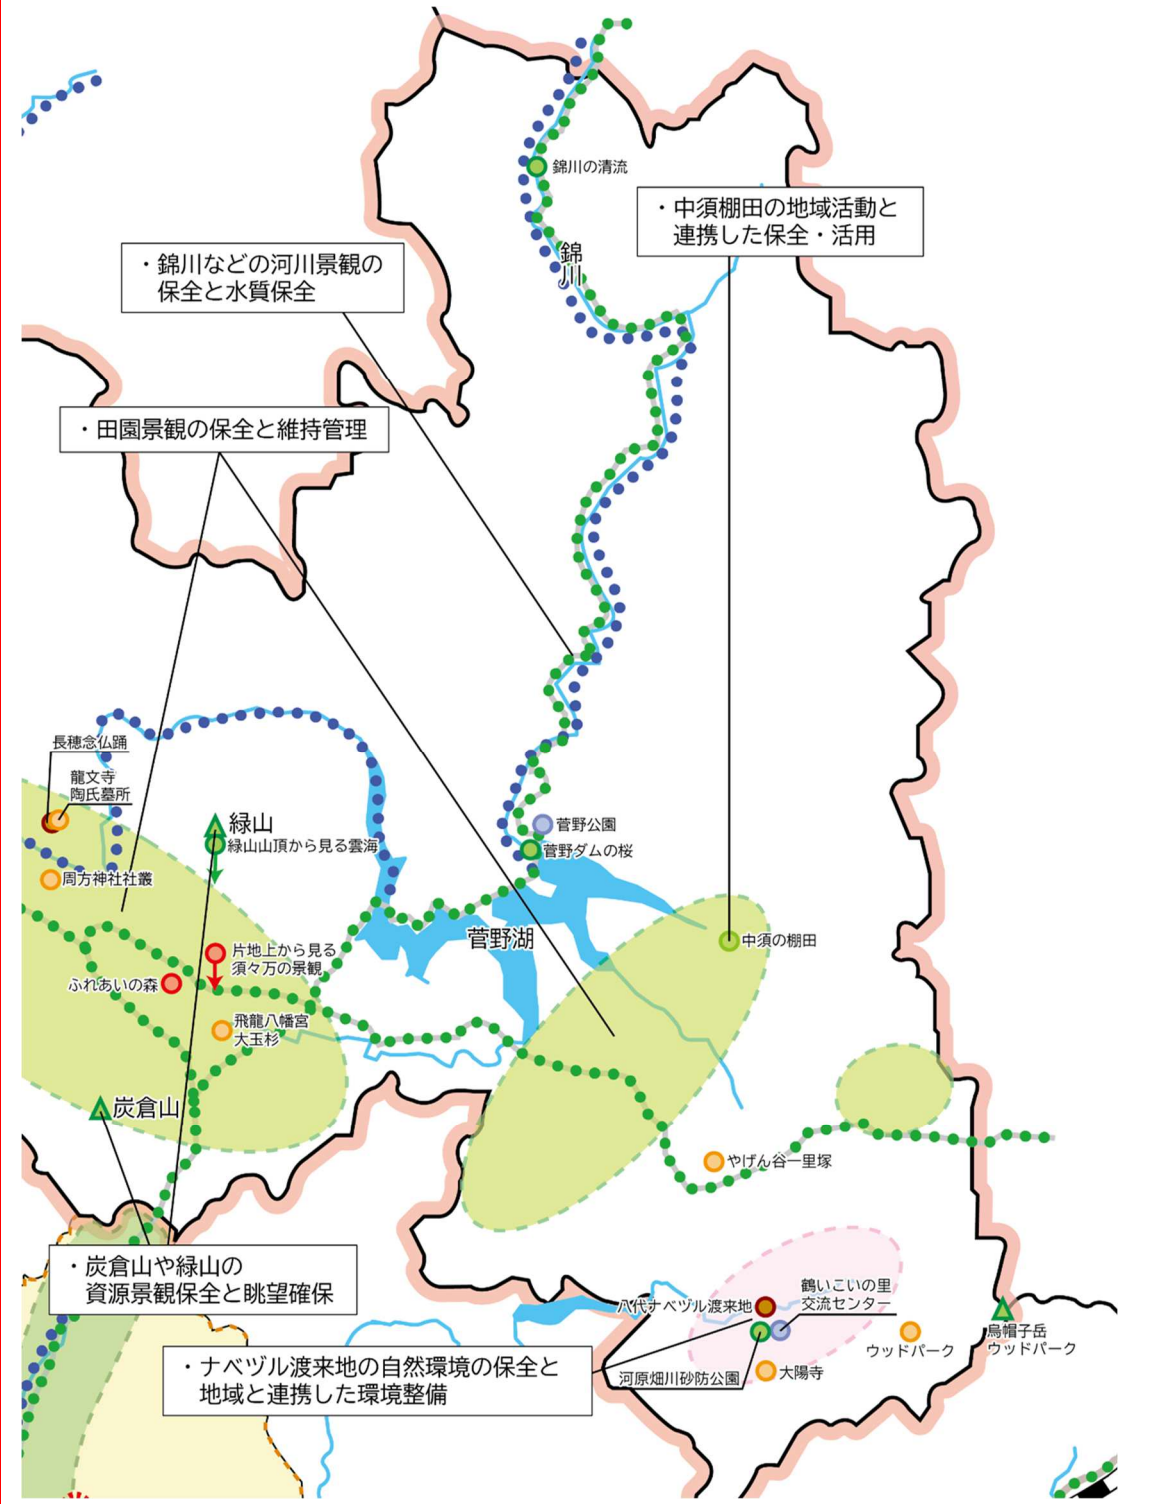 錦川の清流
・中須棚田の地域活動と
連携した保全・活用
錦川
・錦川などの河川景観の
保全と水質保全
・田園景観の保全と維持管理
長穂念仏踊
龍文寺
陶氏墓所
緑山
緑山山頂から見る雲海
周方神社社叢
菅野公園
菅野ダムの桜
菅野湖
中須の棚田
片地上から見る
須々万の景観
ふれあいの森
飛龍八幡宮
大玉杉
炭倉山
やげん谷一里塚
・炭倉山や緑山の
資源景観保全と眺望確保
鶴いこいの里
交流センター
八代ナベヅル渡来地
烏帽子岳
ウッドパーク
ウッドパーク
・ナベヅル渡来地の自然環境の保全と
地域と連携した環境整備
河原畑川砂防公園
大陽寺